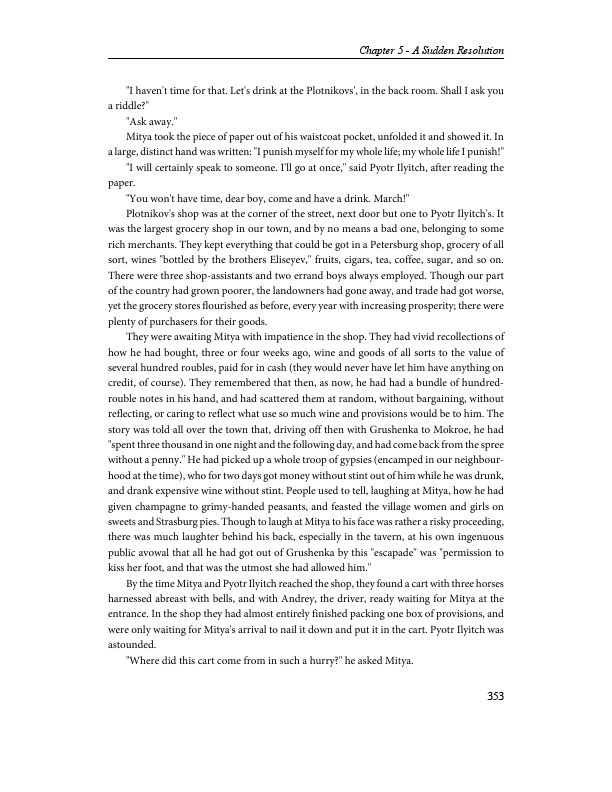 Chapter 5 - A Sudden Resolution
"I haven't time for that. Let's drink at the Plotnikovs', in the back room. Shall I ask you
a riddle?"
"Ask away."
Mitya took the piece of paper out of his waistcoat pocket, unfolded it and showed it. In
a large, distinct hand was written: "I punish myself for my whole life; my whole life I punish!"
"I will certainly speak to someone. I'll go at once," said Pyotr Ilyitch, after reading the
paper.
"You won't have time, dear boy, come and have a drink. March!"
Plotnikov's shop was at the corner of the street, next door but one to Pyotr Ilyitch's. It
was the largest grocery shop in our town, and by no means a bad one, belonging to some
rich merchants. They kept everything that could be got in a Petersburg shop, grocery of all
sort, wines "bottled by the brothers Eliseyev," fruits, cigars, tea, coffee, sugar, and so on.
There were three shop-assistants and two errand boys always employed. Though our part
of the country had grown poorer, the landowners had gone away, and trade had got worse,
yet the grocery stores flourished as before, every year with increasing prosperity; there were
plenty of purchasers for their goods.
They were awaiting Mitya with impatience in the shop. They had vivid recollections of
how he had bought, three or four weeks ago, wine and goods of all sorts to the value of
several hundred roubles, paid for in cash (they would never have let him have anything on
credit, of course). They remembered that then, as now, he had had a bundle of hundred-
rouble notes in his hand, and had scattered them at random, without bargaining, without
reflecting, or caring to reflect what use so much wine and provisions would be to him. The
story was told all over the town that, driving off then with Grushenka to Mokroe, he had
"spent three thousand in one night and the following day, and had come back from the spree
without a penny." He had picked up a whole troop of gypsies (encamped in our neighbour-
hood at the time), who for two days got money without stint out of him while he was drunk,
and drank expensive wine without stint. People used to tell, laughing at Mitya, how he had
given champagne to grimy-handed peasants, and feasted the village women and girls on
sweets and Strasburg pies. Though to laugh at Mitya to his face was rather a risky proceeding,
there was much laughter behind his back, especially in the tavern, at his own ingenuous
public avowal that all he had got out of Grushenka by this "escapade" was "permission to
kiss her foot, and that was the utmost she had allowed him."
By the time Mitya and Pyotr Ilyitch reached the shop, they found a cart with three horses
harnessed abreast with bells, and with Andrey, the driver, ready waiting for Mitya at the
entrance. In the shop they had almost entirely finished packing one box of provisions, and
were only waiting for Mitya's arrival to nail it down and put it in the cart. Pyotr Ilyitch was
astounded.
"Where did this cart come from in such a hurry?" he asked Mitya.
353